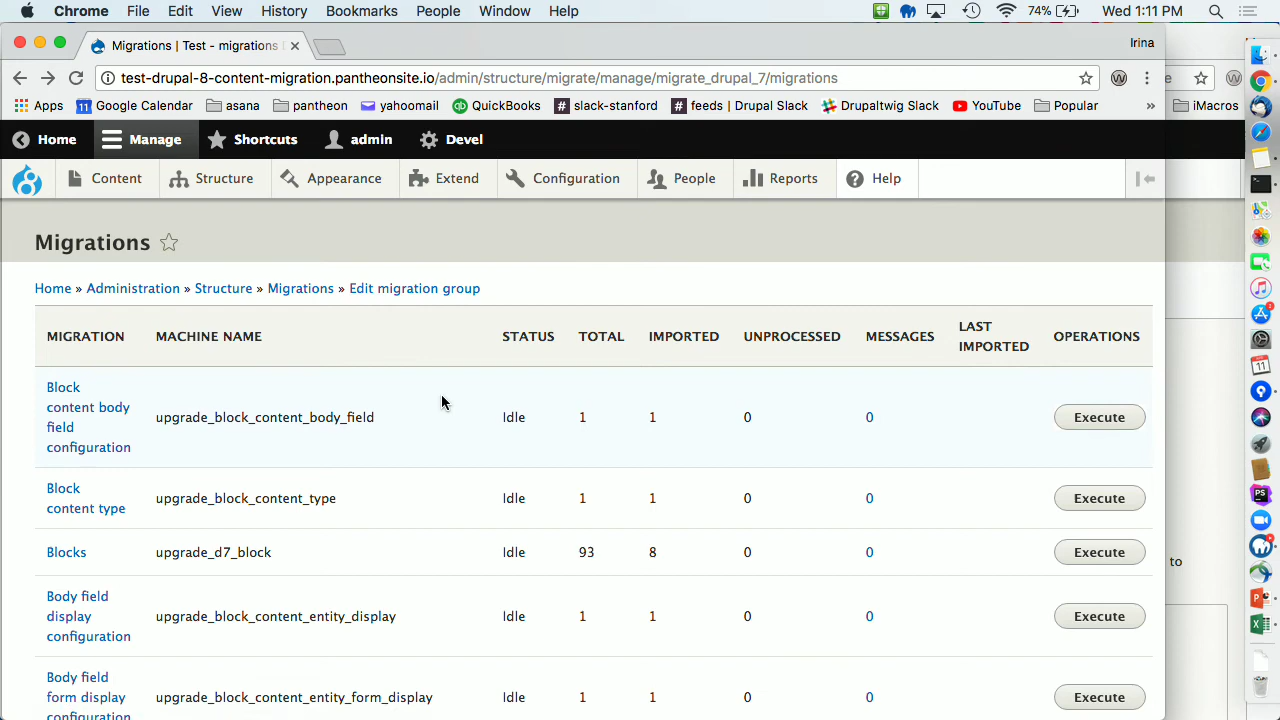 Chrome File Edit View History Bookmarks People Window Help 74% Wed 1:11 PM
Migrations | Test - migrations Irina
test-drupal-8-content-migration.pantheonsite.io/admin/structure/migrate/manage/migrate_drupal_7/migrations
Apps 11 Google Calendar asana pantheon yahoomail QuickBooks slack-stanford feeds | Drupal Slack Drupaltwig Slack YouTube Popular » iMacros
Home Manage Shortcuts admin Devel
Content Structure Appearance Extend Configuration People Reports Help
Migrations
Home » Administration » Structure » Migrations » Edit migration group
MIGRATION MACHINE NAME STATUS TOTAL IMPORTED UNPROCESSED MESSAGES LAST IMPORTED OPERATIONS
Block
content body
field
configuration
upgrade_block_content_body_field Idle 1 1 0 0 Execute
Block
content type
upgrade_block_content_type Idle 1 1 0 0 Execute
Blocks upgrade_d7_block Idle 93 8 0 0 Execute
to
Body field
display
configuration
upgrade_block_content_entity_display Idle 1 1 0 0 Execute
Body field
form display
configuration
upgrade_block_content_entity_form_display Idle 1 1 0 0 Execute